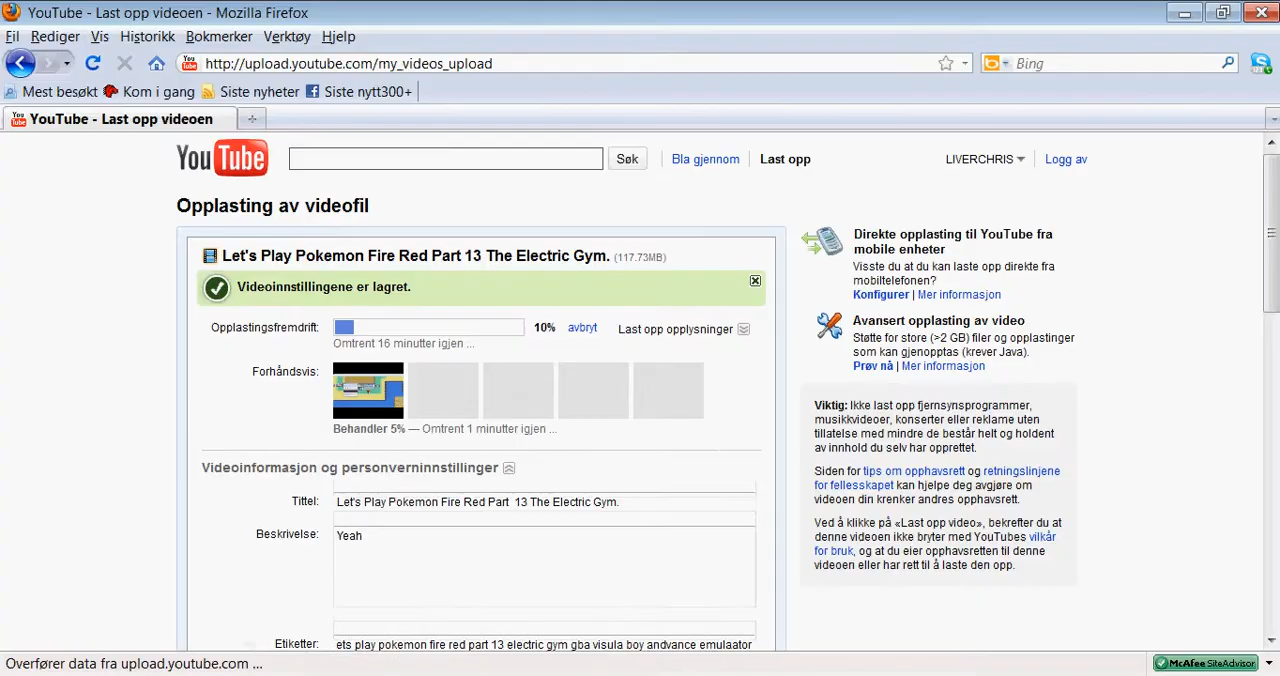 YouTube - Last opp videoen - Mozilla Firefox
Fil Rediger Vis Historikk Bokmerker Verktøy Hjelp
http://upload.youtube.com/my_videos_upload
Bing
Mest besøkt Kom i gang Siste nyheter Siste nytt300+
YouTube - Last opp videoen
YouTube Søk Bla gjennom Last opp LIVERCHRIS Logg av
Opplasting av videofil
Let's Play Pokemon Fire Red Part 13 The Electric Gym. (117.73MB)
Videoinnstillingene er lagret.
Opplastingsfremdrift: 10% avbryt Last opp opplysninger
Omtrent 16 minutter igjen ...
Forhåndsvis:
Behandler 5% — Omtrent 1 minutter igjen ...
Videoinformasjon og personverninnstillinger
Tittel: Let's Play Pokemon Fire Red Part  13 The Electric Gym.
Beskrivelse: Yeah
Etiketter: ets play pokemon fire red part 13 electric gym gba visula boy andvance emulaator
Direkte opplasting til YouTube fra
mobile enheter
Visste du at du kan laste opp direkte fra
mobiltelefonen?
Konfigurer | Mer informasjon
Avansert opplasting av video
Støtte for store (>2 GB) filer og opplastinger
som kan gjenopptas (krever Java).
Prøv nå | Mer informasjon
Viktig: Ikke last opp fjernsynsprogrammer,
musikkvideoer, konserter eller reklame uten
tillatelse med mindre de består helt og holdent
av innhold du selv har opprettet.
Siden for tips om opphavsrett og retningslinjene
for fellesskapet kan hjelpe deg avgjøre om
videoen din krenker andres opphavsrett.
Ved å klikke på «Last opp video», bekrefter du at
denne videoen ikke bryter med YouTubes vilkår
for bruk, og at du eier opphavsretten til denne
videoen eller har rett til å laste den opp.
Overfører data fra upload.youtube.com ...
McAfee SiteAdvisor